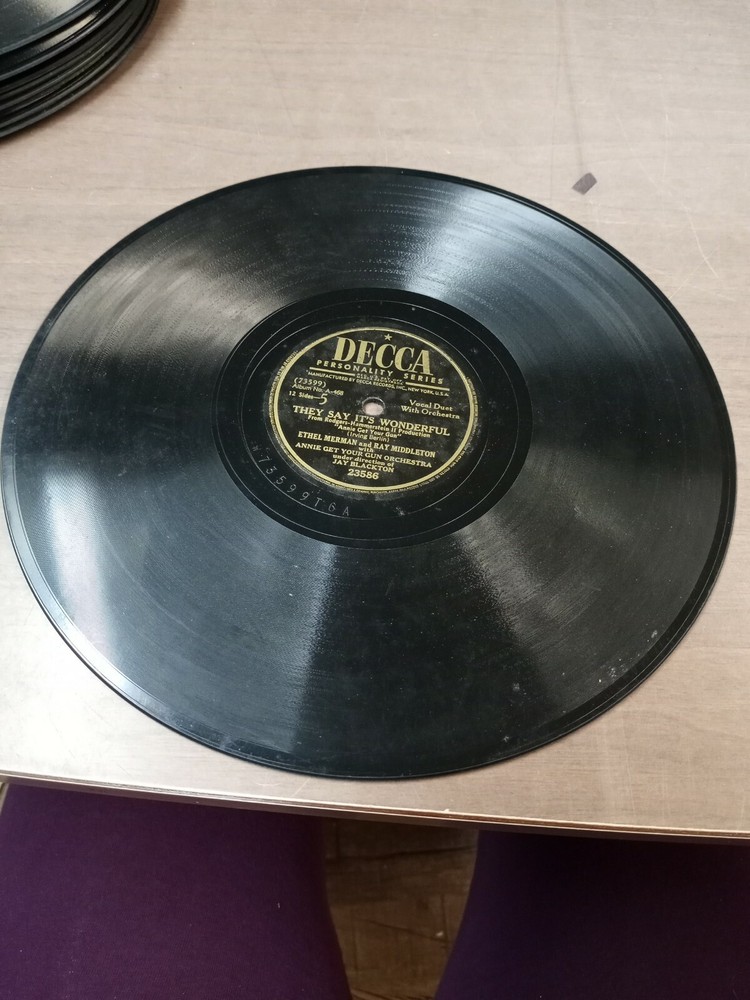 DECCA
PERSONALITY SERIES
MANUFACTURED BY DECCA RECORDS, INC., NEW YORK, U.S.A.
(73599)
Album No. A-468
12 Sides—5
Vocal Duet
With Orchestra
THEY SAY IT'S WONDERFUL
From Rodgers-Hammerstein II Production
"Annie Get Your Gun"
(Irving Berlin)
ETHEL MERMAN and RAY MIDDLETON
with
ANNIE GET YOUR GUN ORCHESTRA
under direction of
JAY BLACKTON
23586
73599T6A